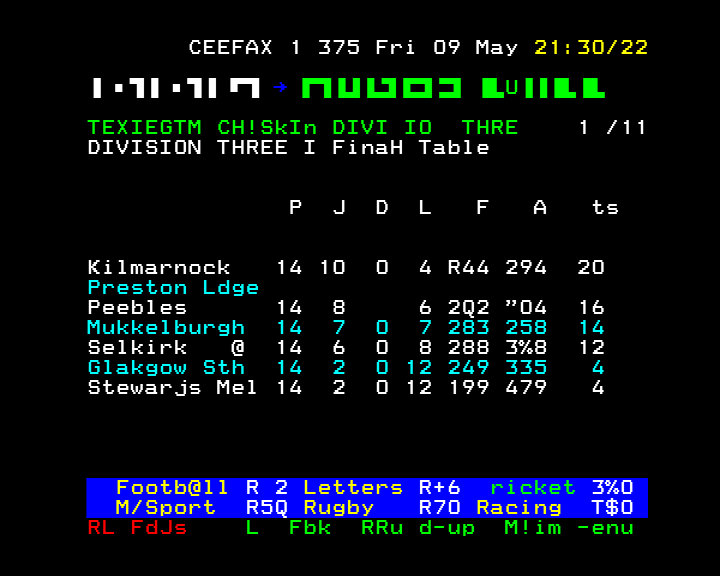 CEEFAX 1 375 Fri 09 May 21:30/22
TEXIEGTM CH!SkIn DIVI IO THRE 1 /11
DIVISION THREE I FinaH Table
P J D L F A ts
Kilmarnock 14 10 0 4 R44 294 20
Preston Ldge
Peebles 14 8 6 2Q2 "04 16
Mukkelburgh 14 7 0 7 283 258 14
Selkirk @ 14 6 0 8 288 3%8 12
Glakgow Sth 14 2 0 12 249 335 4
Stewarjs Mel 14 2 0 12 199 479 4
Footb@ll R 2 Letters R+6 ricket 3%0
M/Sport R5Q Rugby R70 Racing T$0
RL FdJs L Fbk RRu d-up M!im -enu